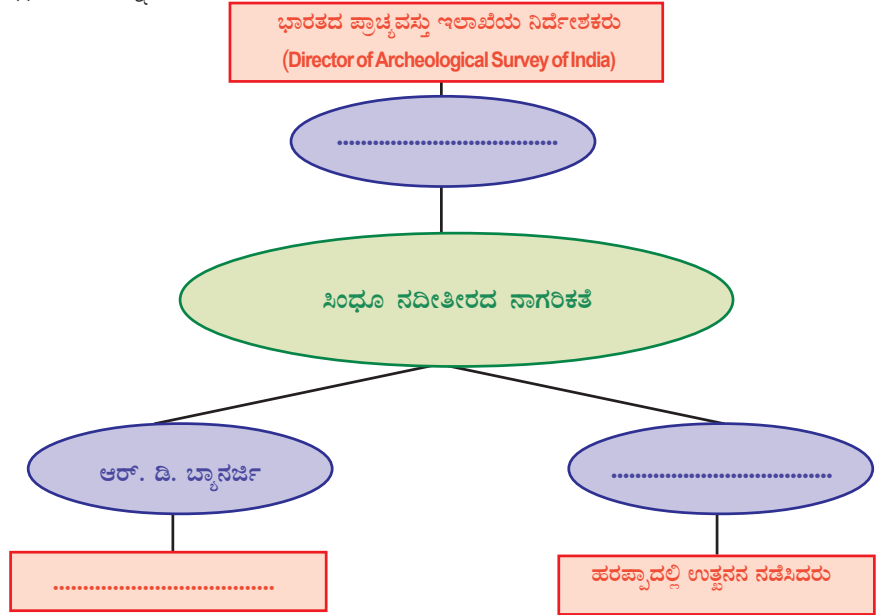 ಭಾರತದ ಪ್ರಾಚ್ಯವಸ್ತು ಇಲಾಖೆಯ ನಿರ್ದೇಶಕರು
(Director of Archeological Survey of India)
.....................................
ಸಿಂಧೂ ನದೀತೀರದ ನಾಗರಿಕತೆ
ಆರ್. ಡಿ. ಬ್ಯಾನರ್ಜಿ
.....................................
.....................................
ಹರಪ್ಪಾದಲ್ಲಿ ಉತ್ಖನನ ನಡೆಸಿದರು